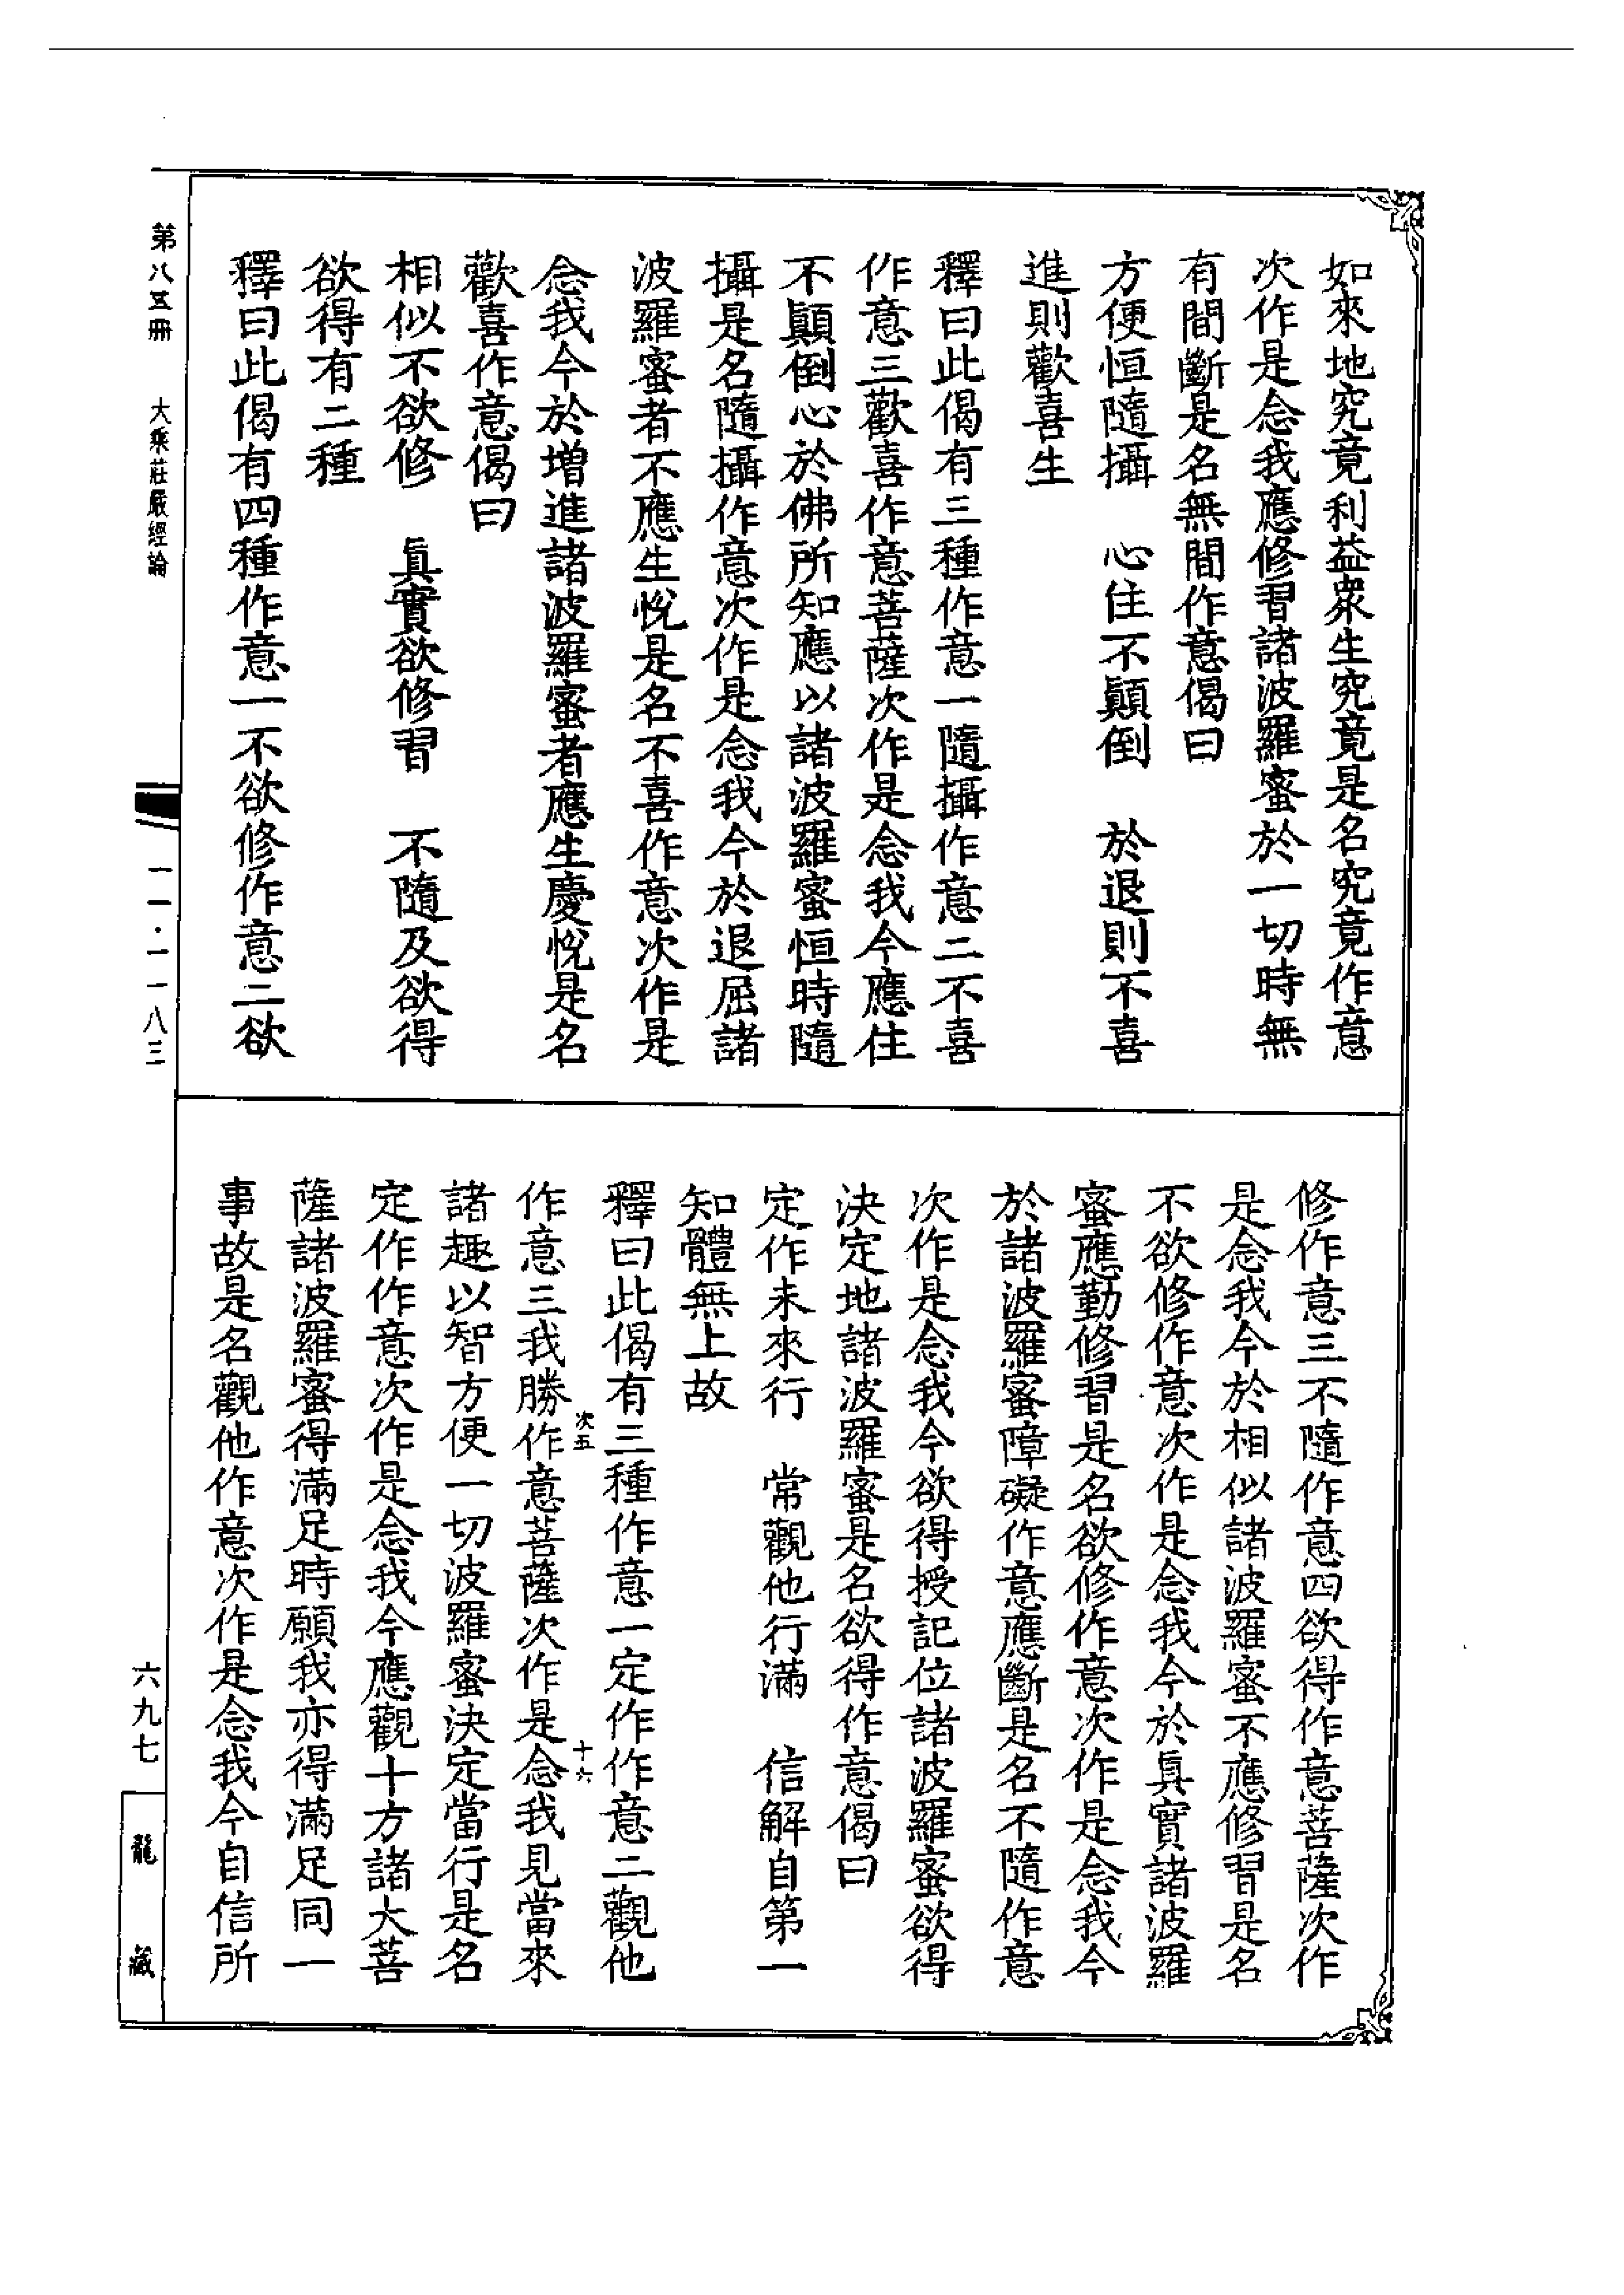 如來地究竟利益衆生究竟是名究竟作意
次作是念我應修習諸波羅蜜於一切時無
有間斷是名無間作意偈曰
方便恒隨攝　心住不顚倒　於退則不喜
進則歡喜生
釋曰此偈有三種作意一隨攝作意二不喜
作意三歡喜作意菩薩次作是念我今應住
不顚倒心於佛所知應以諸波羅蜜恒時隨
攝是名隨攝作意次作是念我今於退屈諸
波羅蜜者不應生悅是名不喜作意次作是
念我今於增進諸波羅蜜者應生慶悅是名
歡喜作意偈曰
相似不欲修　眞實欲修習　不隨及欲得
欲得有二種
釋曰此偈有四種作意一不欲修作意二欲
修作意三不隨作意四欲得作意菩薩次作
是念我今於相似諸波羅蜜不應修習是名
不欲修作意次作是念我今於眞實諸波羅
蜜應勤修習是名欲修作意次作是念我今
於諸波羅蜜障礙作意應斷是名不隨作意
次作是念我今欲得授記位諸波羅蜜欲得
決定地諸波羅蜜是名欲得作意偈曰
定作未來行　常觀他行滿　信解自第一
知體無上故
釋曰此偈有三種作意一定作作意二觀他
次五　十六
作意三我勝作意菩薩次作是念我見當來
諸趣以智方便一切波羅蜜決定當行是名
定作作意次作是念我今應觀十方諸大菩
薩諸波羅蜜得滿足時願我亦得滿足同一
事故是名觀他作意次作是念我今自信所
第八五冊　大乘莊嚴經論　一一·一一八三　六九七　龍藏